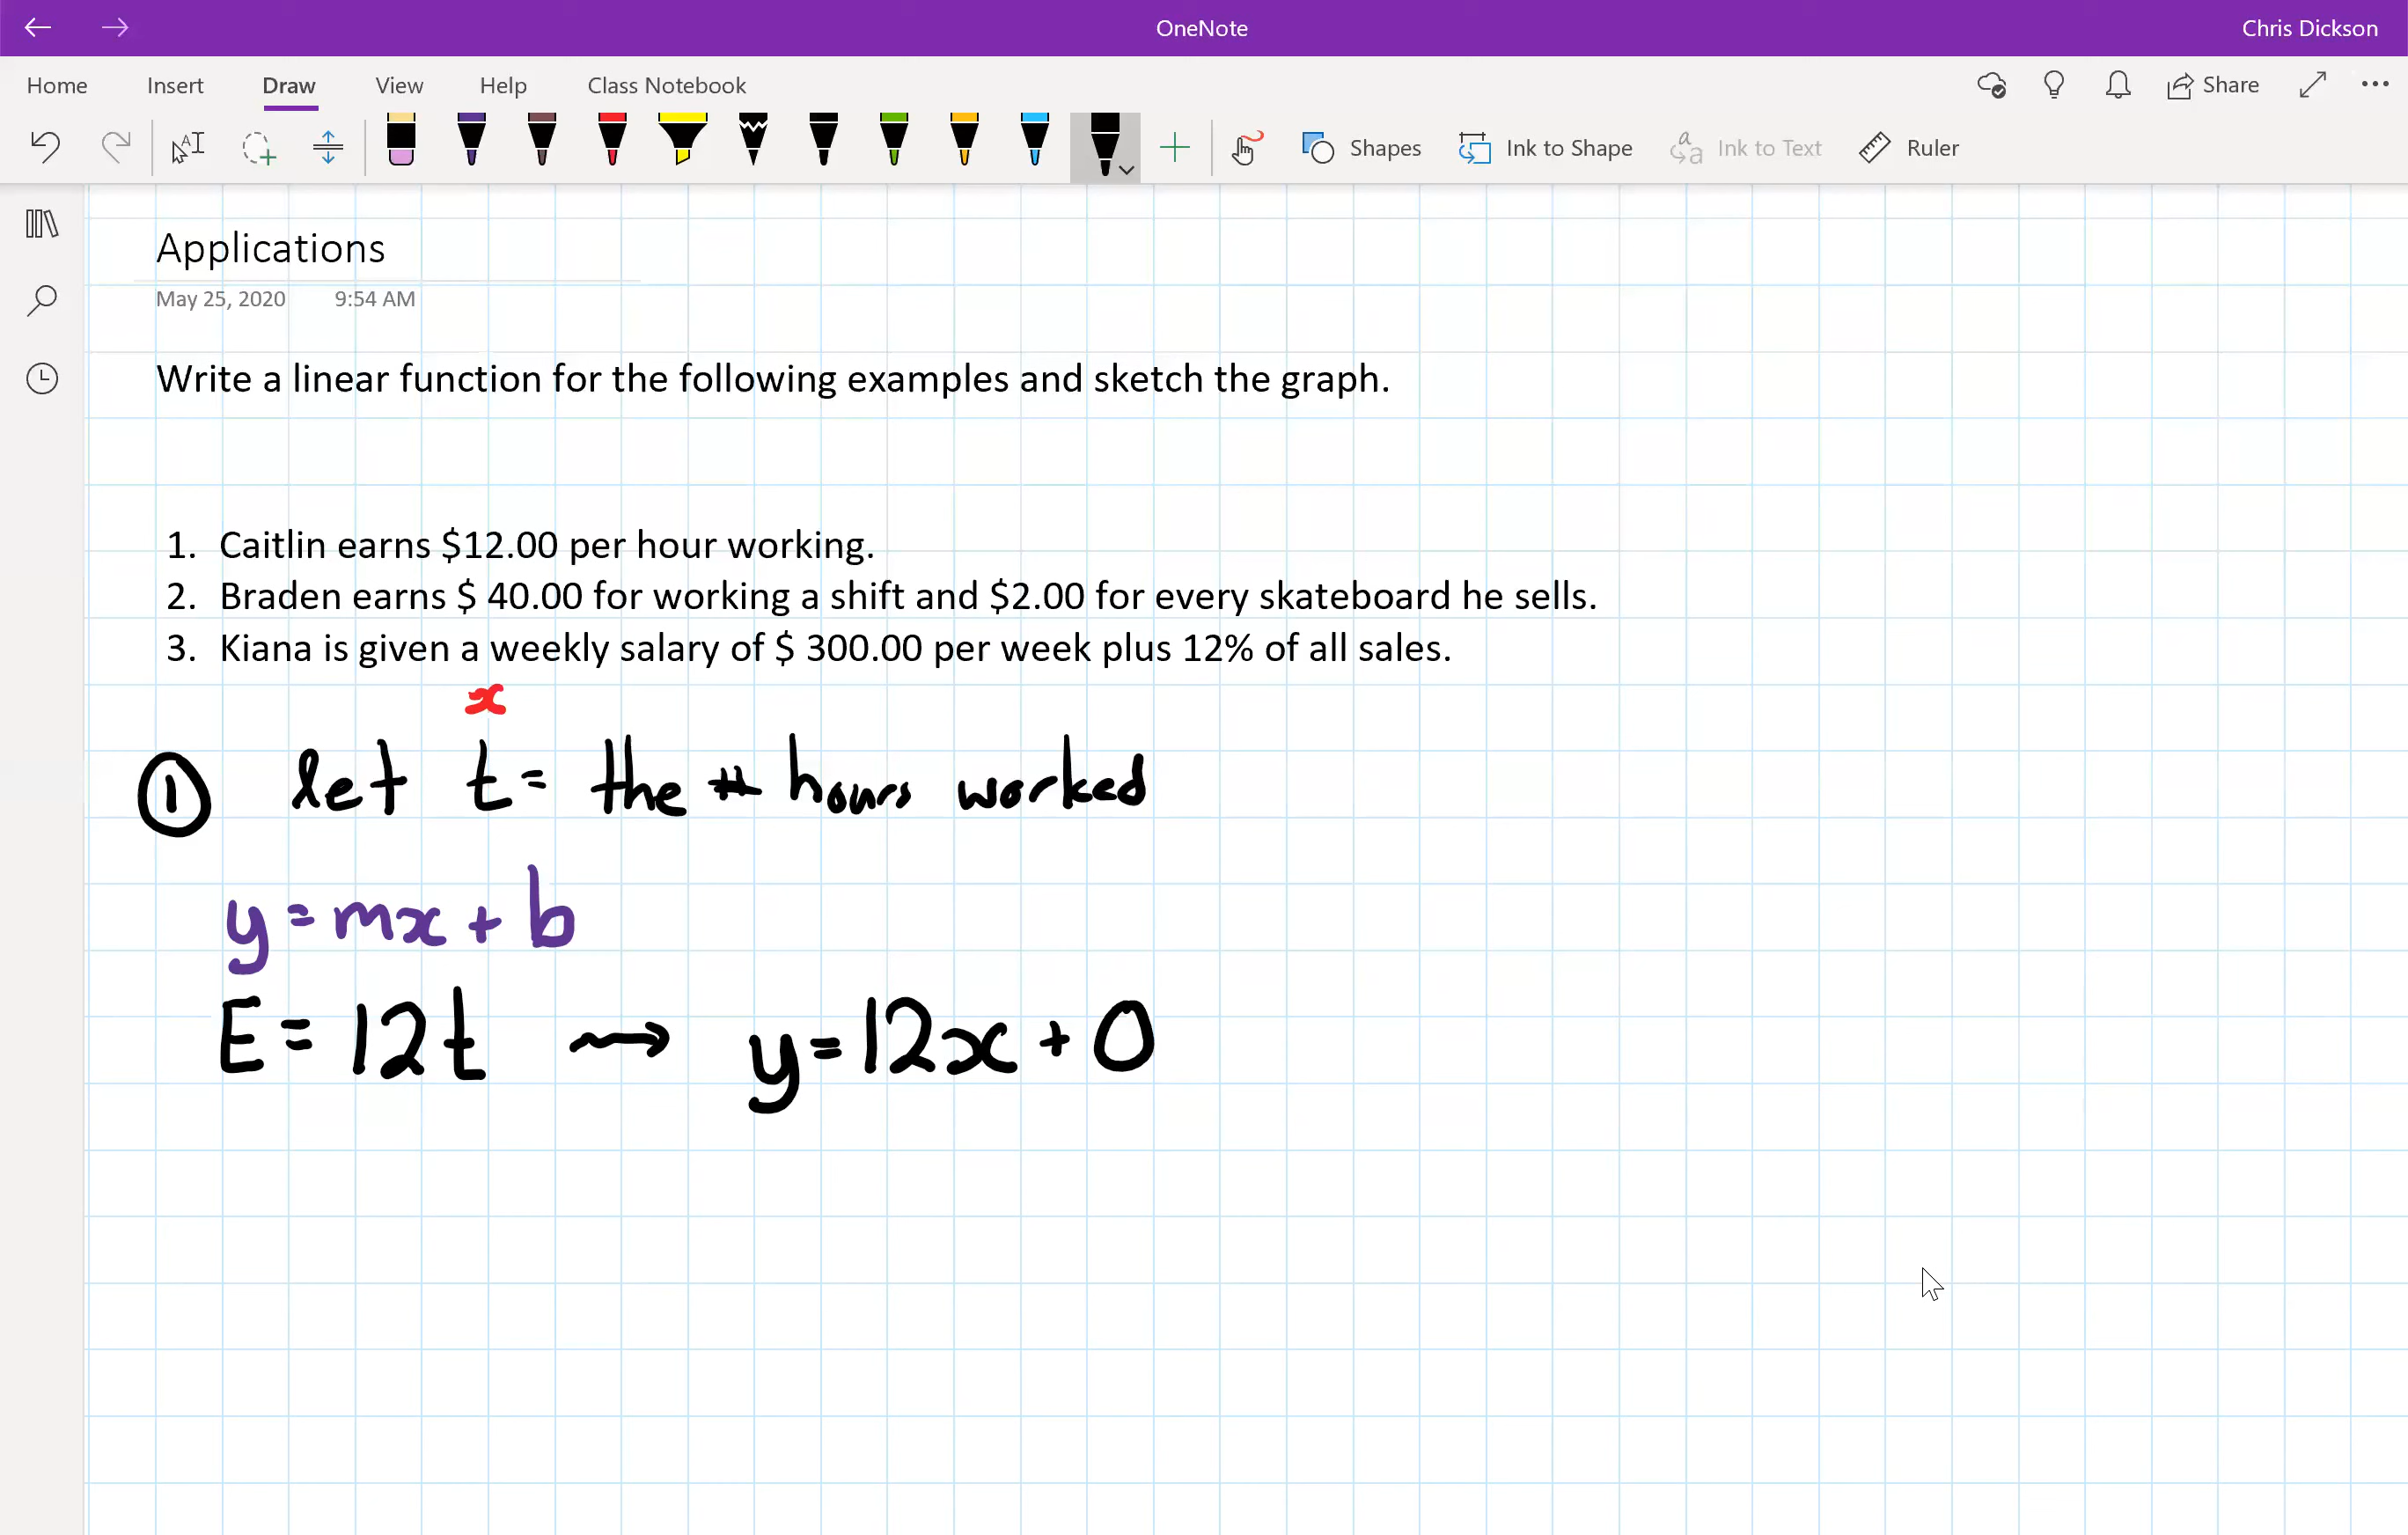 OneNote
Chris Dickson
Home Insert Draw View Help Class Notebook Share
Shapes Ink to Shape Ink to Text Ruler
Applications
May 25, 2020 9:54 AM
Write a linear function for the following examples and sketch the graph.
1. Caitlin earns $12.00 per hour working.
2. Braden earns $ 40.00 for working a shift and $2.00 for every skateboard he sells.
3. Kiana is given a weekly salary of $ 300.00 per week plus 12% of all sales.
x
① let t = the # hours worked
y = mx + b
E = 12t → y = 12x + 0